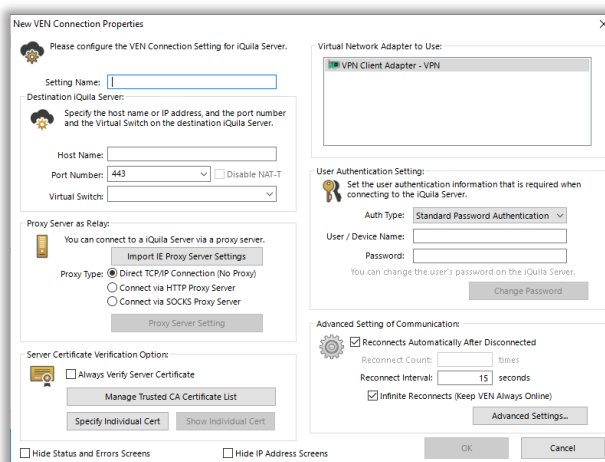 New VEN Connection Properties
Please configure the VEN Connection Setting for iQuila Server.
Setting Name:
Destination iQuila Server:
Specify the host name or IP address, and the port number
and the Virtual Switch on the destination iQuila Server.
Host Name:
Port Number: 443 Disable NAT-T
Virtual Switch:
Proxy Server as Relay:
You can connect to a iQuila Server via a proxy server.
Import IE Proxy Server Settings
Proxy Type: Direct TCP/IP Connection (No Proxy)
Connect via HTTP Proxy Server
Connect via SOCKS Proxy Server
Proxy Server Setting
Server Certificate Verification Option:
Always Verify Server Certificate
Manage Trusted CA Certificate List
Specify Individual Cert Show Individual Cert
Hide Status and Errors Screens Hide IP Address Screens
Virtual Network Adapter to Use:
VPN Client Adapter - VPN
User Authentication Setting:
Set the user authentication information that is required when
connecting to the iQuila Server.
Auth Type: Standard Password Authentication
User / Device Name:
Password:
You can change the user's password on the iQuila Server.
Change Password
Advanced Setting of Communication:
Reconnects Automatically After Disconnected
Reconnect Count: times
Reconnect Interval: 15 seconds
Infinite Reconnects (Keep VEN Always Online)
Advanced Settings...
OK Cancel